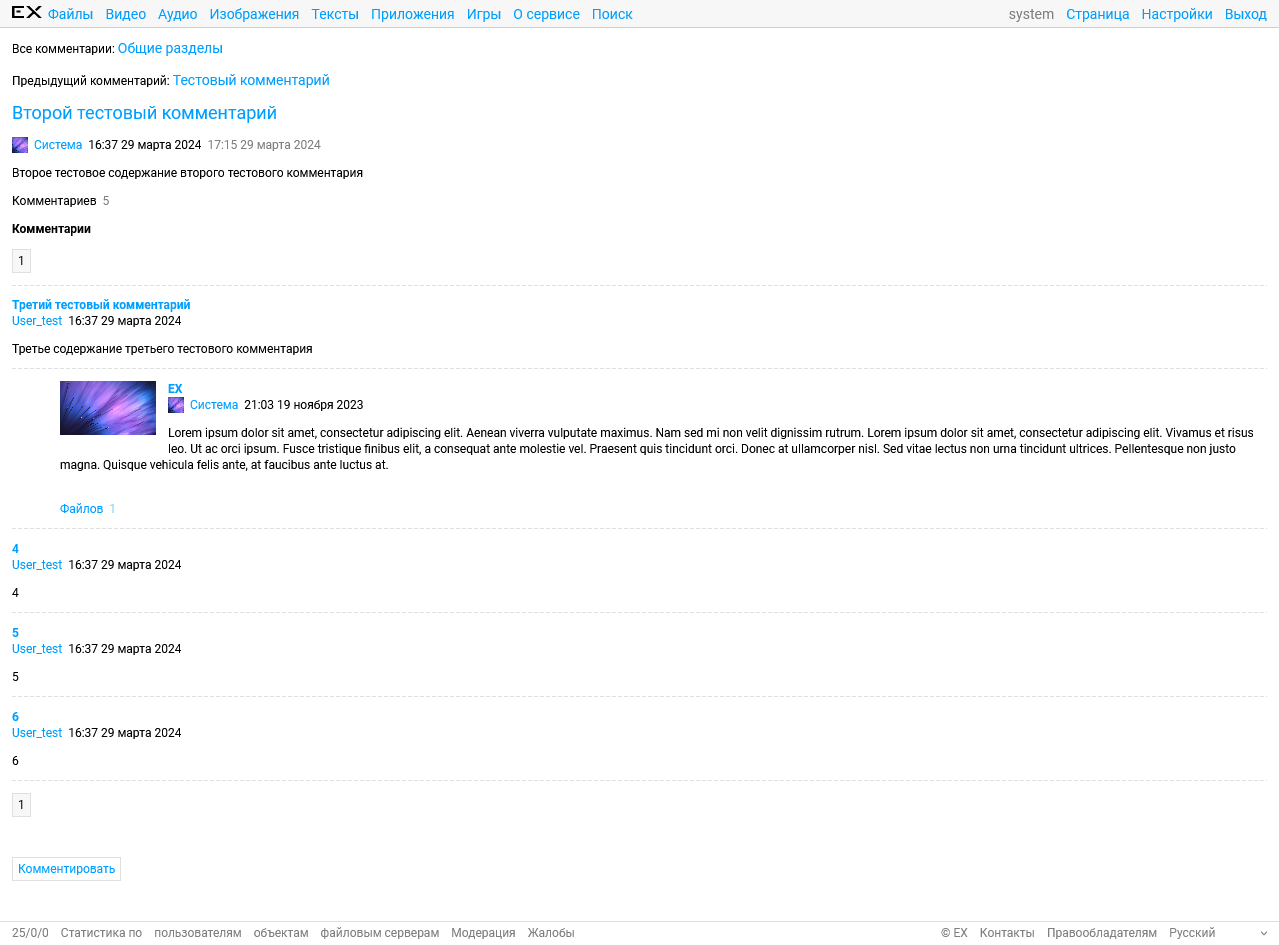 EX Файлы Видео Аудио Изображения Тексты Приложения Игры О сервисе Поиск system Страница Настройки Выход
Все комментарии: Общие разделы
Предыдущий комментарий: Тестовый комментарий
Второй тестовый комментарий
Система 16:37 29 марта 2024 17:15 29 марта 2024
Второе тестовое содержание второго тестового комментария
Комментариев 5
Комментарии
1
Третий тестовый комментарий
User_test 16:37 29 марта 2024
Третье содержание третьего тестового комментария
EX
Система 21:03 19 ноября 2023
Lorem ipsum dolor sit amet, consectetur adipiscing elit. Aenean viverra vulputate maximus. Nam sed mi non velit dignissim rutrum. Lorem ipsum dolor sit amet, consectetur adipiscing elit. Vivamus et risus
leo. Ut ac orci ipsum. Fusce tristique finibus elit, a consequat ante molestie vel. Praesent quis tincidunt orci. Donec at ullamcorper nisl. Sed vitae lectus non urna tincidunt ultrices. Pellentesque non justo
magna. Quisque vehicula felis ante, at faucibus ante luctus at.
Файлов 1
4
User_test 16:37 29 марта 2024
4
5
User_test 16:37 29 марта 2024
5
6
User_test 16:37 29 марта 2024
6
1
Комментировать
25/0/0 Статистика по пользователям объектам файловым серверам Модерация Жалобы © EX Контакты Правообладателям Русский